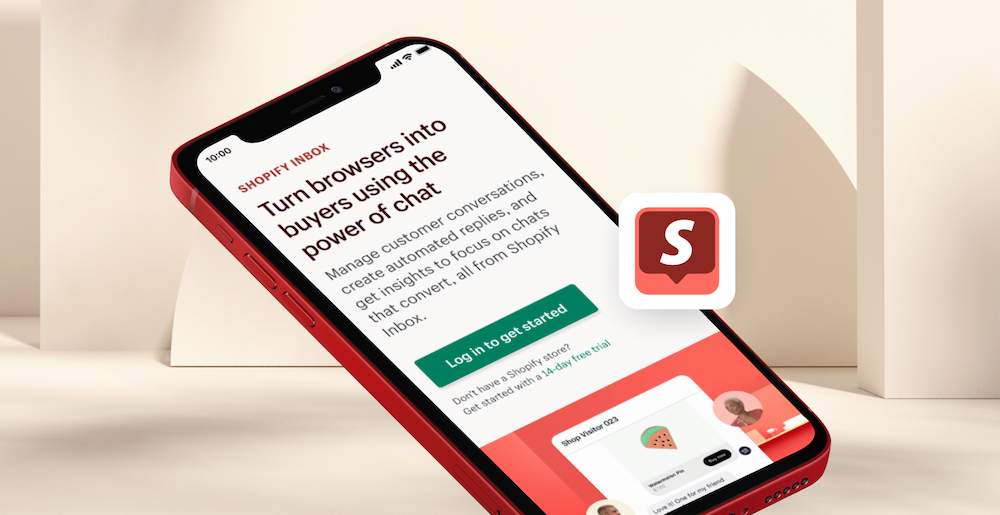 10:00
SHOPIFY INBOX
Turn browsers into
buyers using the
power of chat
Manage customer conversations,
create automated replies, and
get insights to focus on chats
that convert, all from Shopify
Inbox.
Log in to get started
Don't have a Shopify store?
Get started with a 14-day free trial
S
Shop Visitor 023
Watermelon Pin
$100
Buy now
Love it! One for my friend